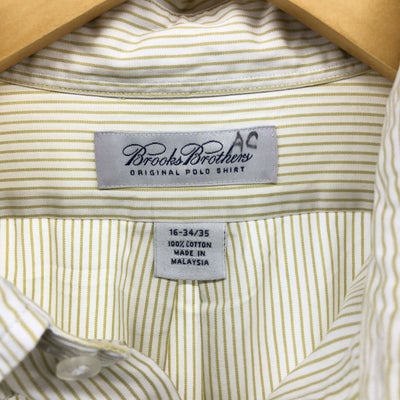 AC
Brooks Brothers
ORIGINAL POLO SHIRT
16-34/35
100% COTTON
MADE IN
MALAYSIA